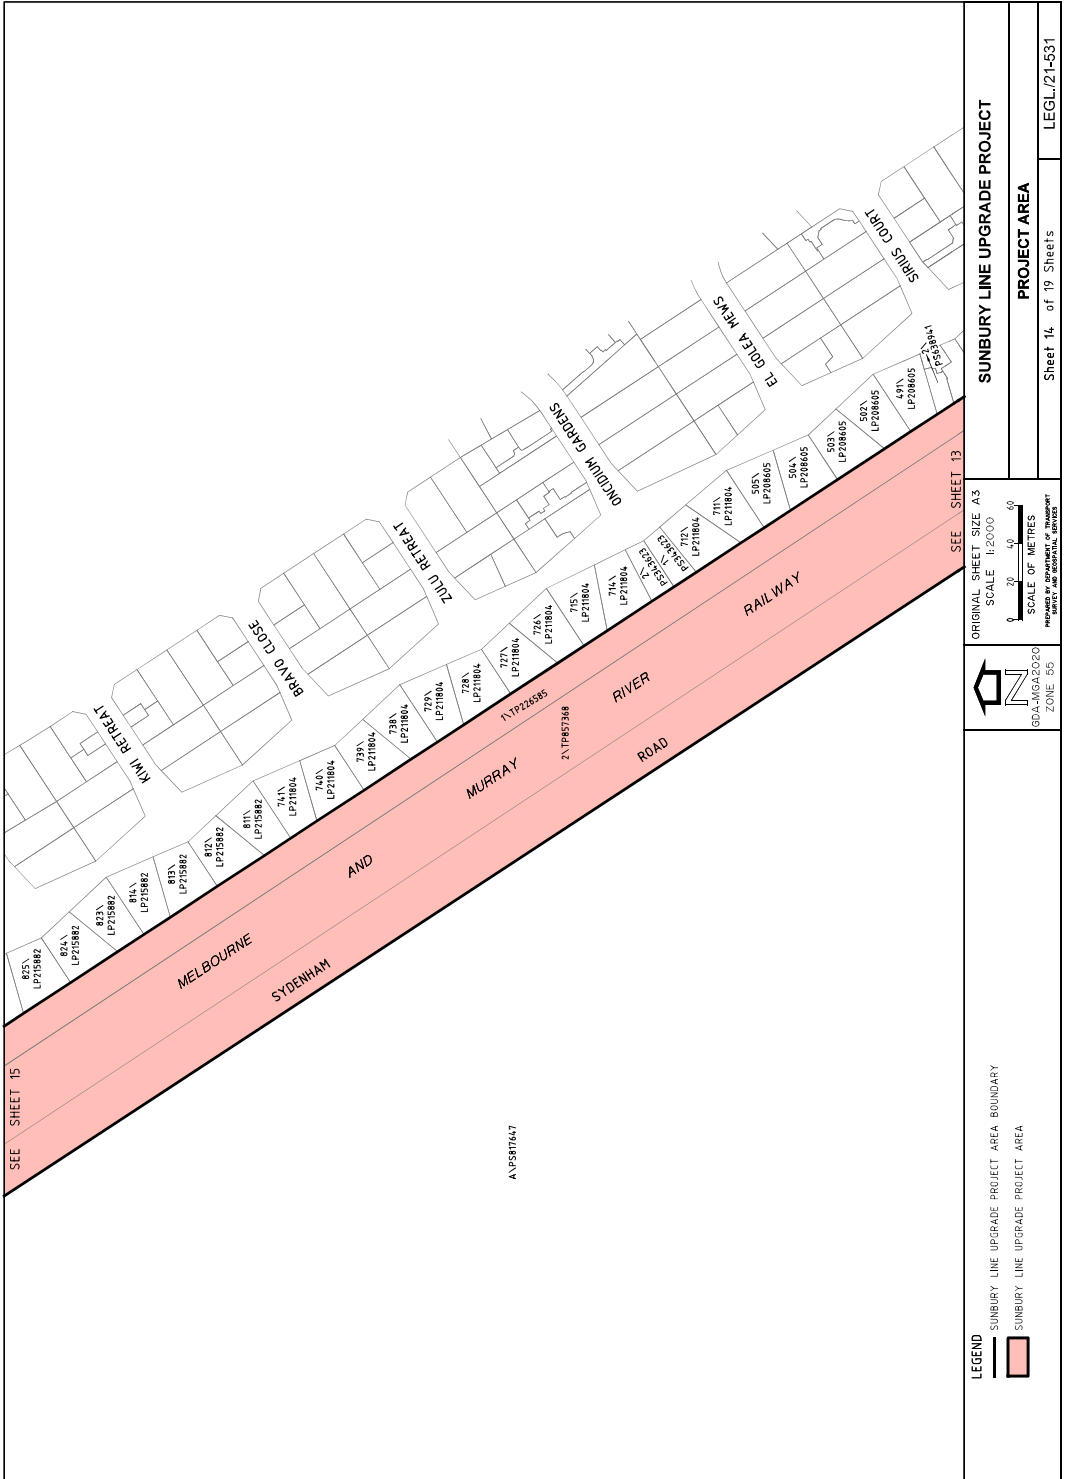 SEE SHEET 15
825\
LP215882
824\
LP215882
823\
LP215882
814\
LP215882
813\
LP215882
812\
LP215882
811\
LP215882
741\
LP211804
740\
LP211804
739\
LP211804
738\
LP211804
729\
LP211804
728\
LP211804
727\
LP211804
726\
LP211804
715\
LP211804
714\
LP211804
2\
PS343623
1\
PS343623
712\
LP211804
711\
LP211804
505\
LP208605
504\
LP208605
503\
LP208605
502\
LP208605
491\
LP208605
2\
PS638941
KIWI RETREAT
BRAVO CLOSE
ZULU RETREAT
ONCIDIUM GARDENS
EL GOLEA MEWS
SIRIUS COURT
MELBOURNE AND MURRAY RIVER RAILWAY
1\TP226585
2\TP857368
SYDENHAM ROAD
A\PS817647
SEE SHEET 13
LEGEND
SUNBURY LINE UPGRADE PROJECT AREA BOUNDARY
SUNBURY LINE UPGRADE PROJECT AREA
N
GDA-MGA2020
ZONE 55
ORIGINAL SHEET SIZE A3
SCALE 1:2000
0 20 40 60
SCALE OF METRES
PREPARED BY DEPARTMENT OF TRANSPORT
SURVEY AND GEOSPATIAL SERVICES
SUNBURY LINE UPGRADE PROJECT
PROJECT AREA
Sheet 14 of 19 Sheets
LEGL./21-531